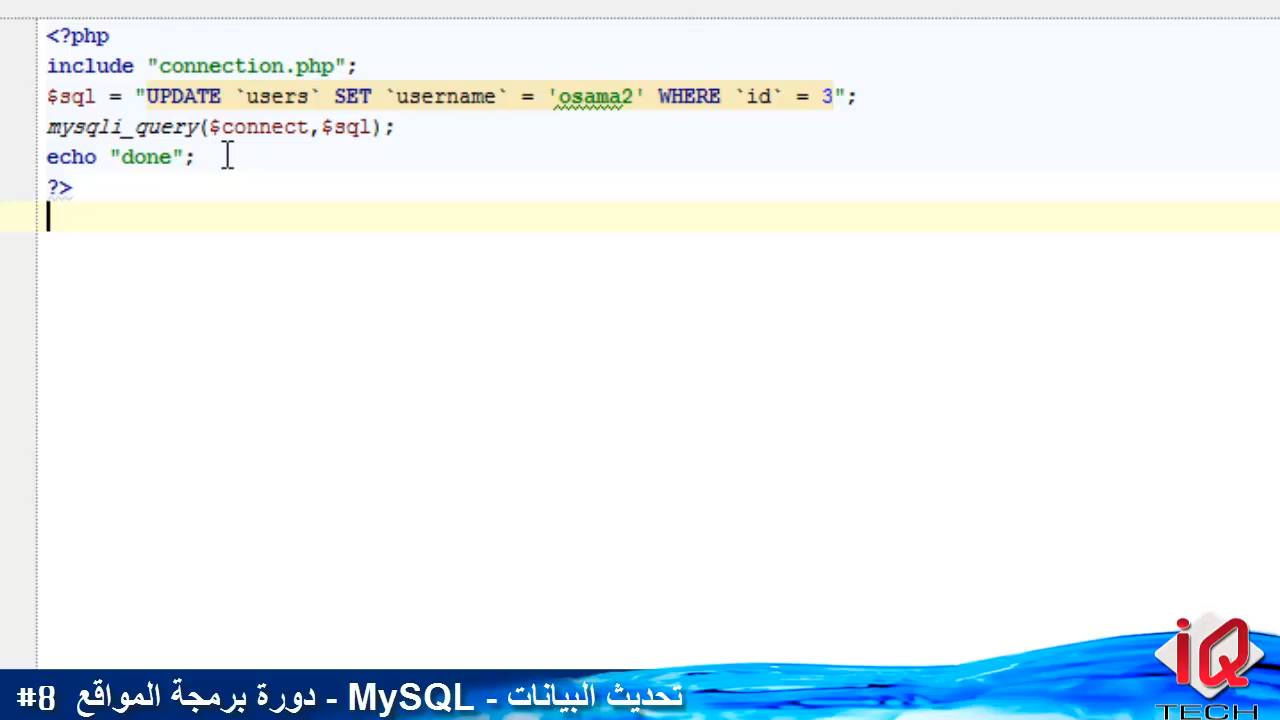 <?php
include "connection.php";
$sql = "UPDATE `users` SET `username` = 'osama2' WHERE `id` = 3";
mysqli_query($connect,$sql);
echo "done";
?>
تحديث البيانات - MySQL - دورة برمجة المواقع #8
iQ
TECH